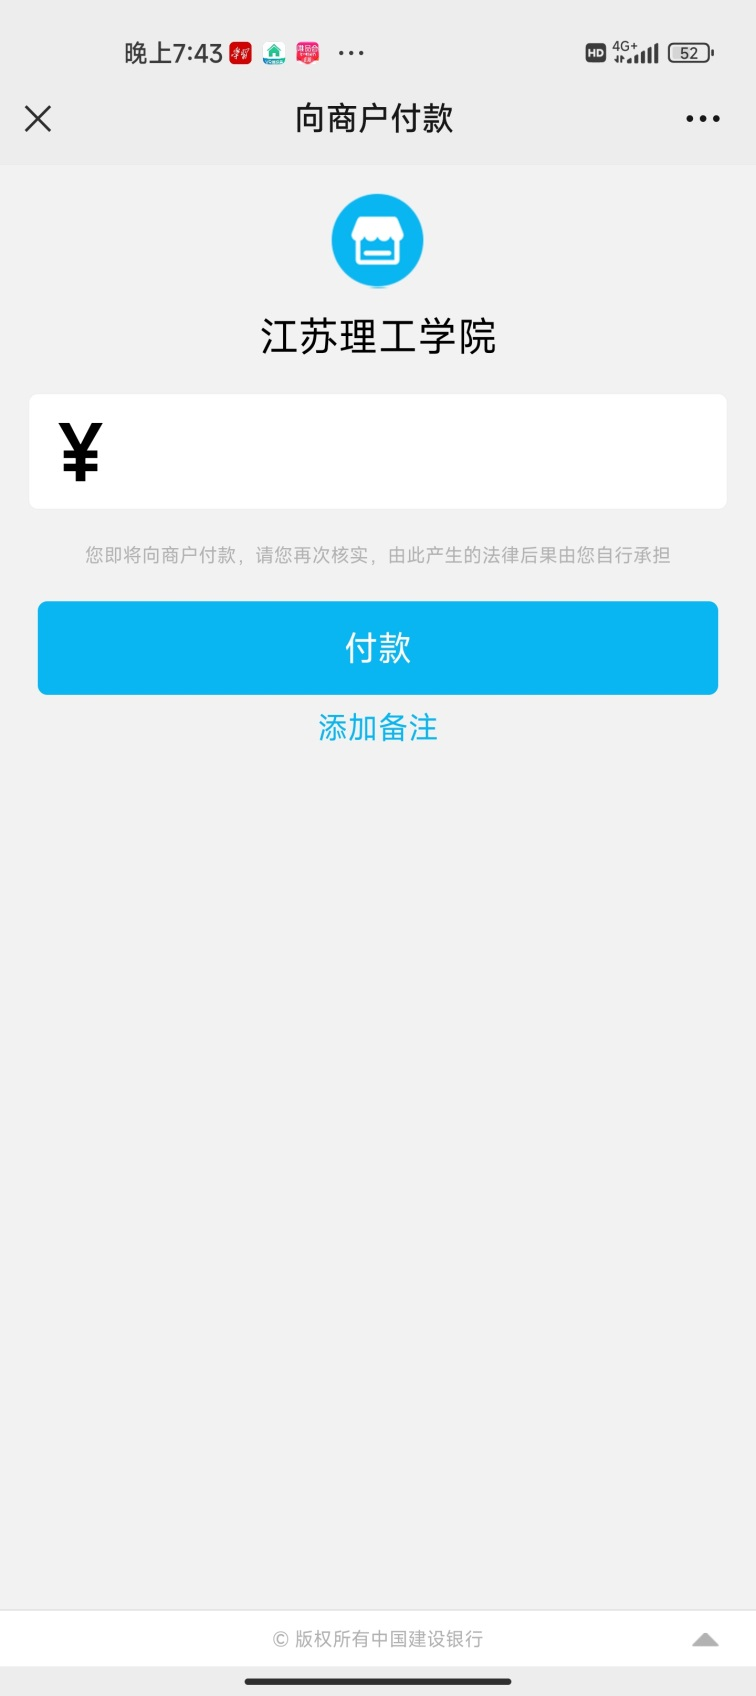 晚上7:43
HD 4G+ 52
向商户付款
江苏理工学院
¥
您即将向商户付款，请您再次核实，由此产生的法律后果由您自行承担
付款
添加备注
© 版权所有中国建设银行